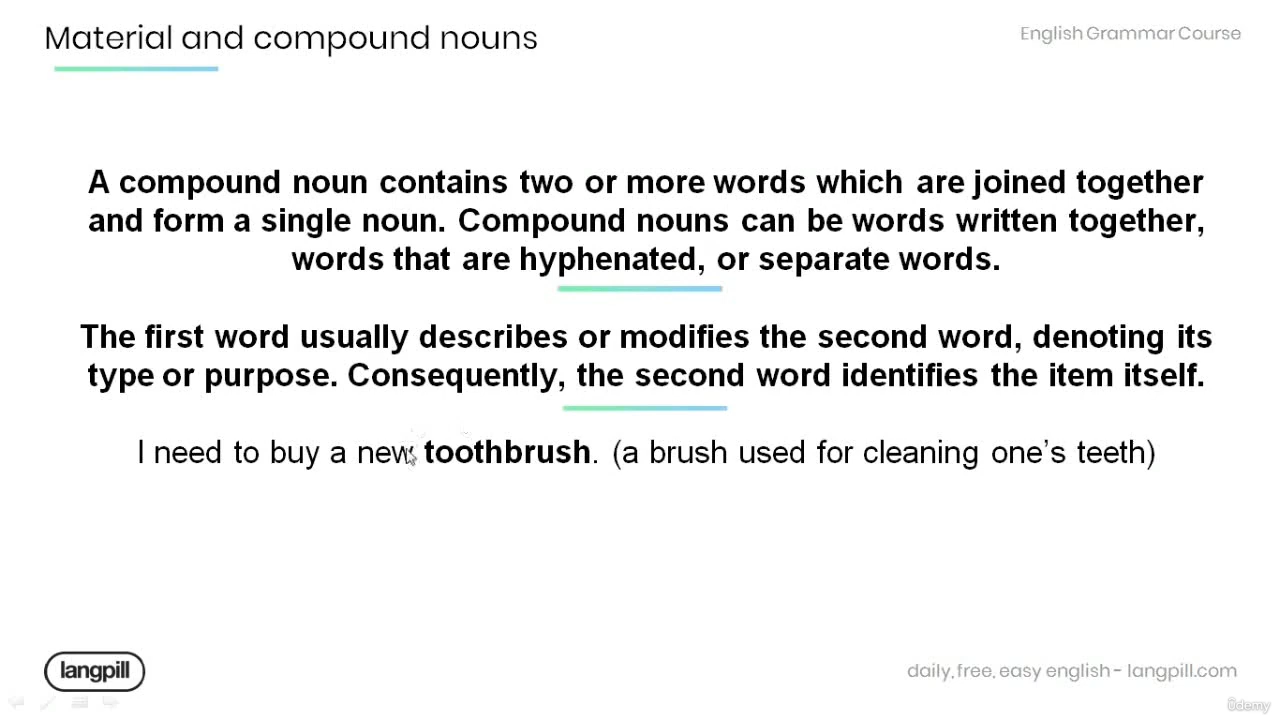 Material and compound nouns
English Grammar Course
A compound noun contains two or more words which are joined together
and form a single noun. Compound nouns can be words written together,
words that are hyphenated, or separate words.
The first word usually describes or modifies the second word, denoting its
type or purpose. Consequently, the second word identifies the item itself.
I need to buy a new toothbrush. (a brush used for cleaning one’s teeth)
langpill
daily, free, easy english - langpill.com
ûdemy